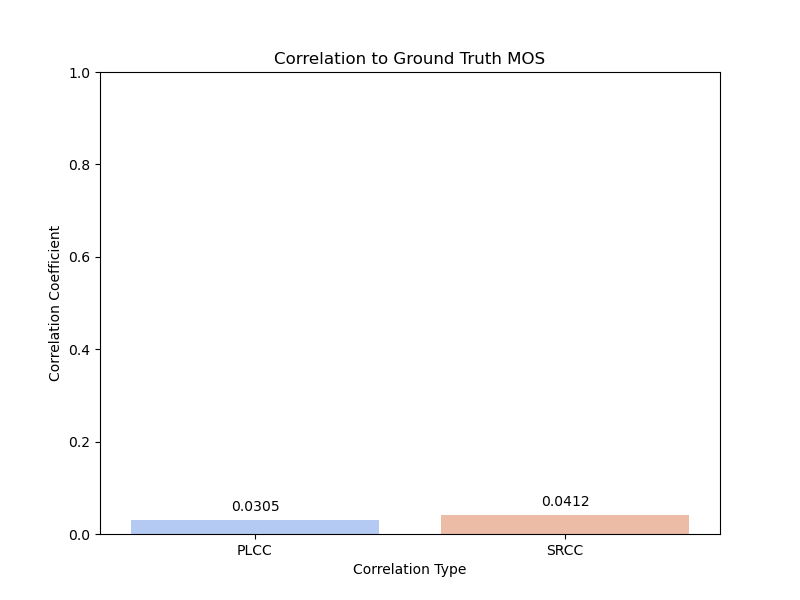 Correlation to Ground Truth MOS
Correlation Coefficient
1.0
0.8
0.6
0.4
0.2
0.0
0.0305
0.0412
PLCC
SRCC
Correlation Type